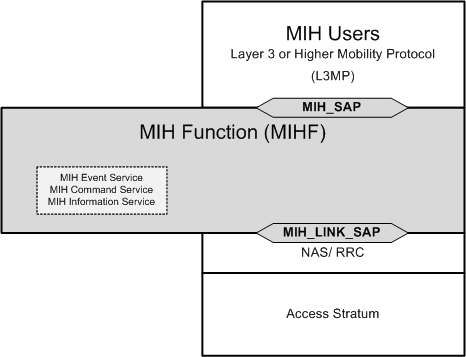 MIH Users
Layer 3 or Higher Mobility Protocol
(L3MP)
MIH_SAP
MIH Function (MIHF)
MIH Event Service
MIH Command Service
MIH Information Service
MIH_LINK_SAP
NAS/ RRC
Access Stratum